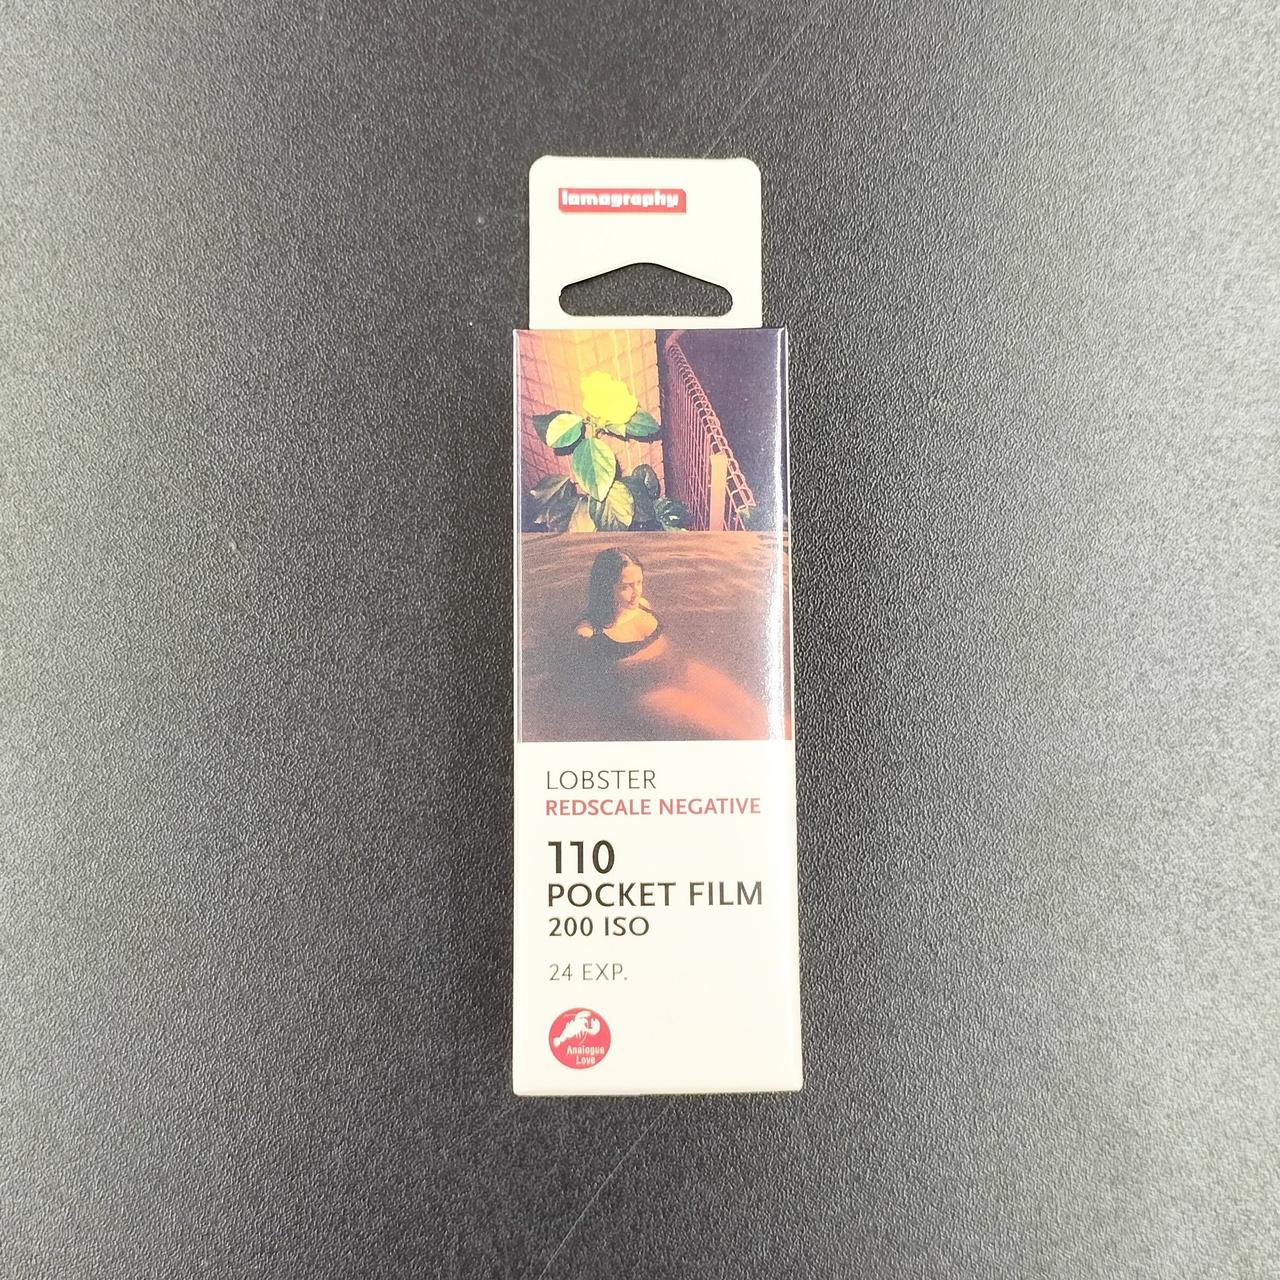 lomography
LOBSTER
REDSCALE NEGATIVE
110
POCKET FILM
200 ISO
24 EXP.
Analogue
Love